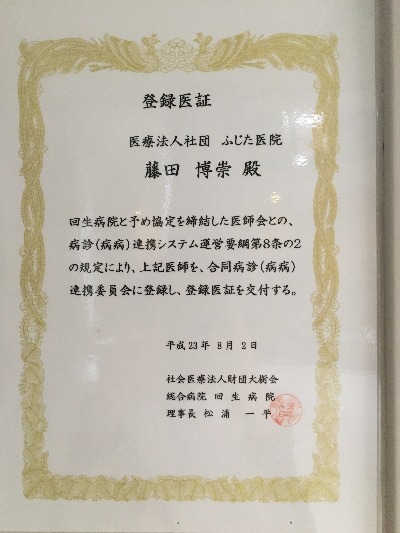 登録医証
医療法人社団 ふじた医院
藤田 博崇 殿
回生病院と予め協定を締結した医師会との、
病診(病病)連携システム運営要綱第8条の2
の規定により、上記医師を、合同病診(病病)
連携委員会に登録し、登録医証を交付する。
平成23年 8月 2日
社会医療法人財団大樹会
総合病院 回生病院
理事長 松浦 一平